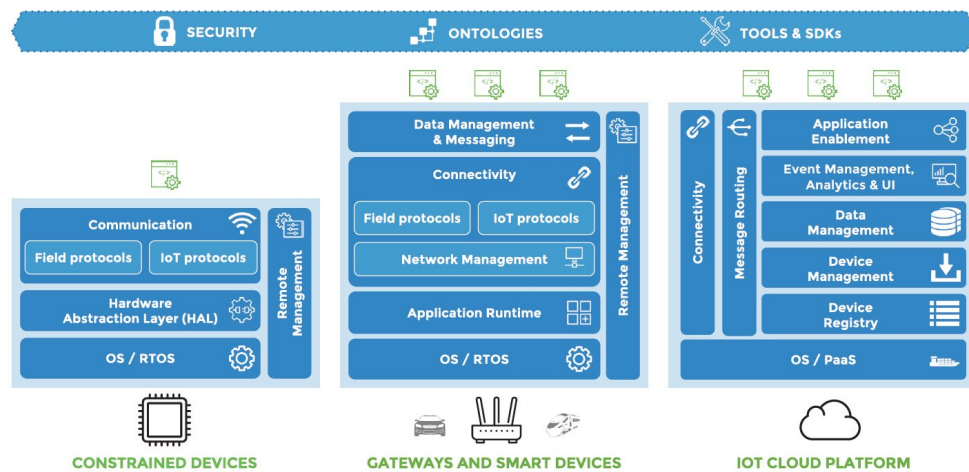 SECURITY
ONTOLOGIES
TOOLS & SDKs
Communication
Field protocols
IoT protocols
Hardware
Abstraction Layer (HAL)
OS / RTOS
Remote
Management
CONSTRAINED DEVICES
Data Management
& Messaging
Connectivity
Field protocols
IoT protocols
Network Management
Application Runtime
OS / RTOS
Remote Management
GATEWAYS AND SMART DEVICES
Connectivity
Message Routing
Application
Enablement
Event Management,
Analytics & UI
Data
Management
Device
Management
Device
Registry
OS / PaaS
IOT CLOUD PLATFORM